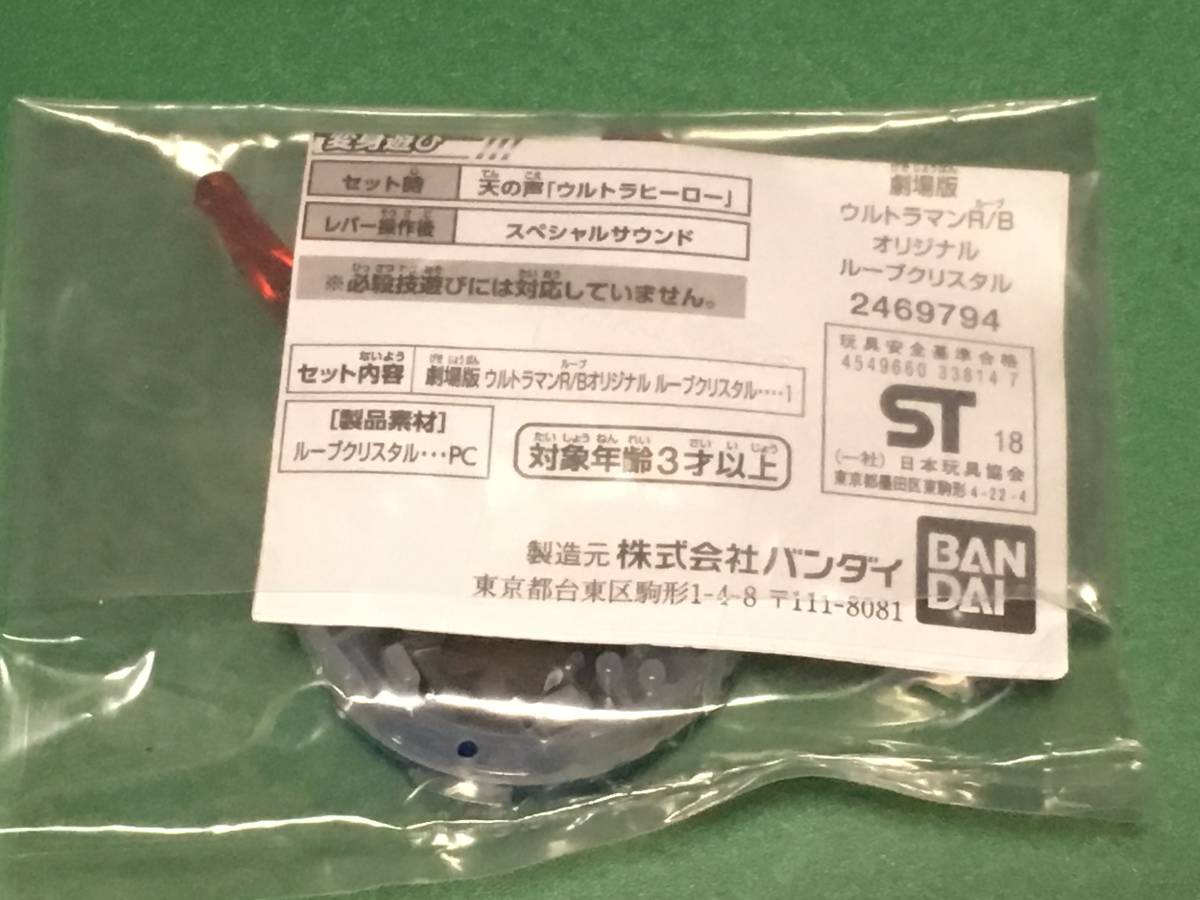 変身遊び
セット時 天の声「ウルトラヒーロー」
レバー操作後 スペシャルサウンド
※必殺技遊びには対応していません。
セット内容 劇場版 ウルトラマンR/Bオリジナル ルーブクリスタル‥‥1
[製品素材]
ルーブクリスタル・・・PC
対象年齢3才以上
劇場版
ウルトラマンR/B
オリジナル
ルーブクリスタル
2469794
玩具安全基準合格
4549660 33814 7
ST 18
(一社) 日本玩具協会
東京都墨田区東駒形4-22-4
製造元 株式会社バンダイ
東京都台東区駒形1-4-8 〒111-8081
BAN
DAI